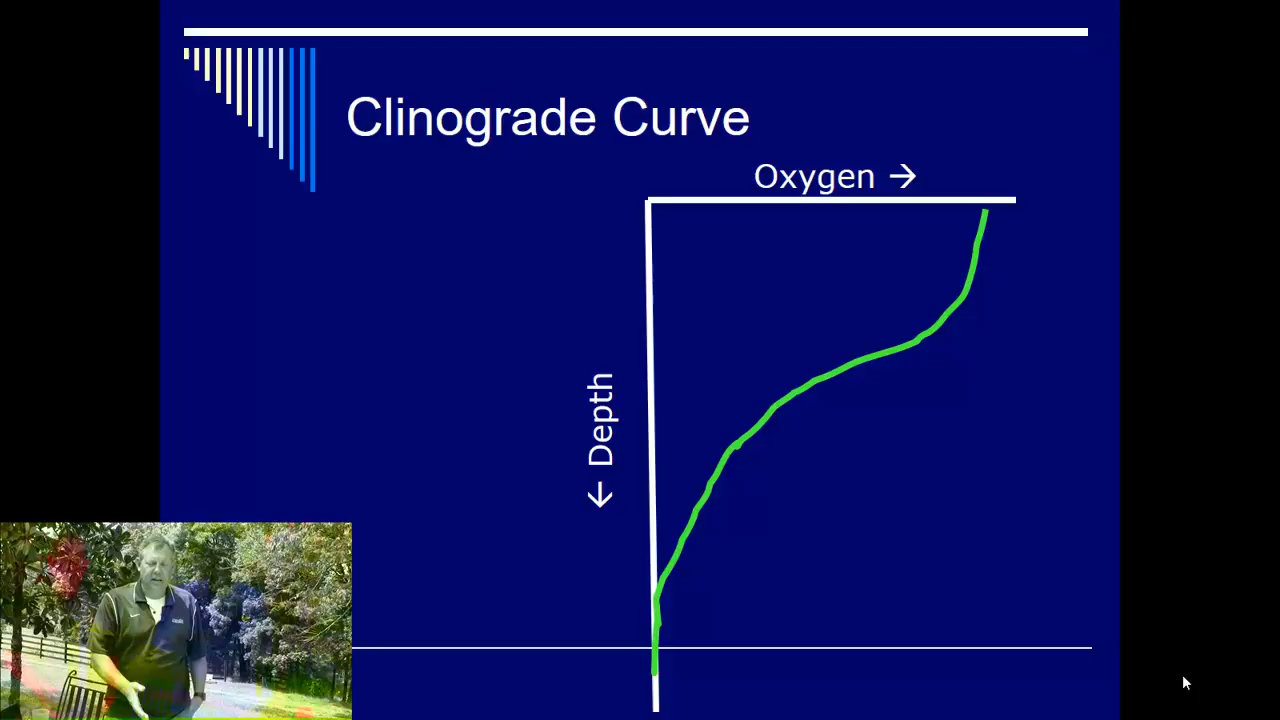 Clinograde Curve
Oxygen →
← Depth